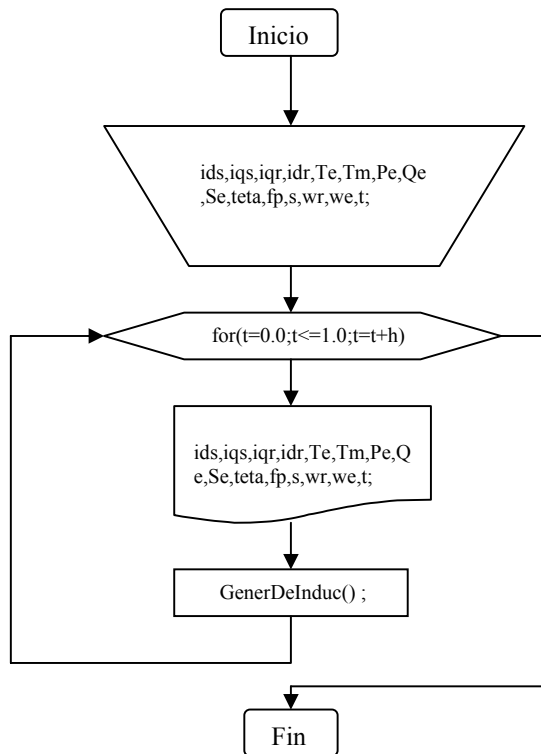 Inicio
ids,iqs,iqr,idr,Te,Tm,Pe,Qe
,Se,teta,fp,s,wr,we,t;
for(t=0.0;t<=1.0;t=t+h)
ids,iqs,iqr,idr,Te,Tm,Pe,Q
e,Se,teta,fp,s,wr,we,t;
GenerDeInduc() ;
Fin